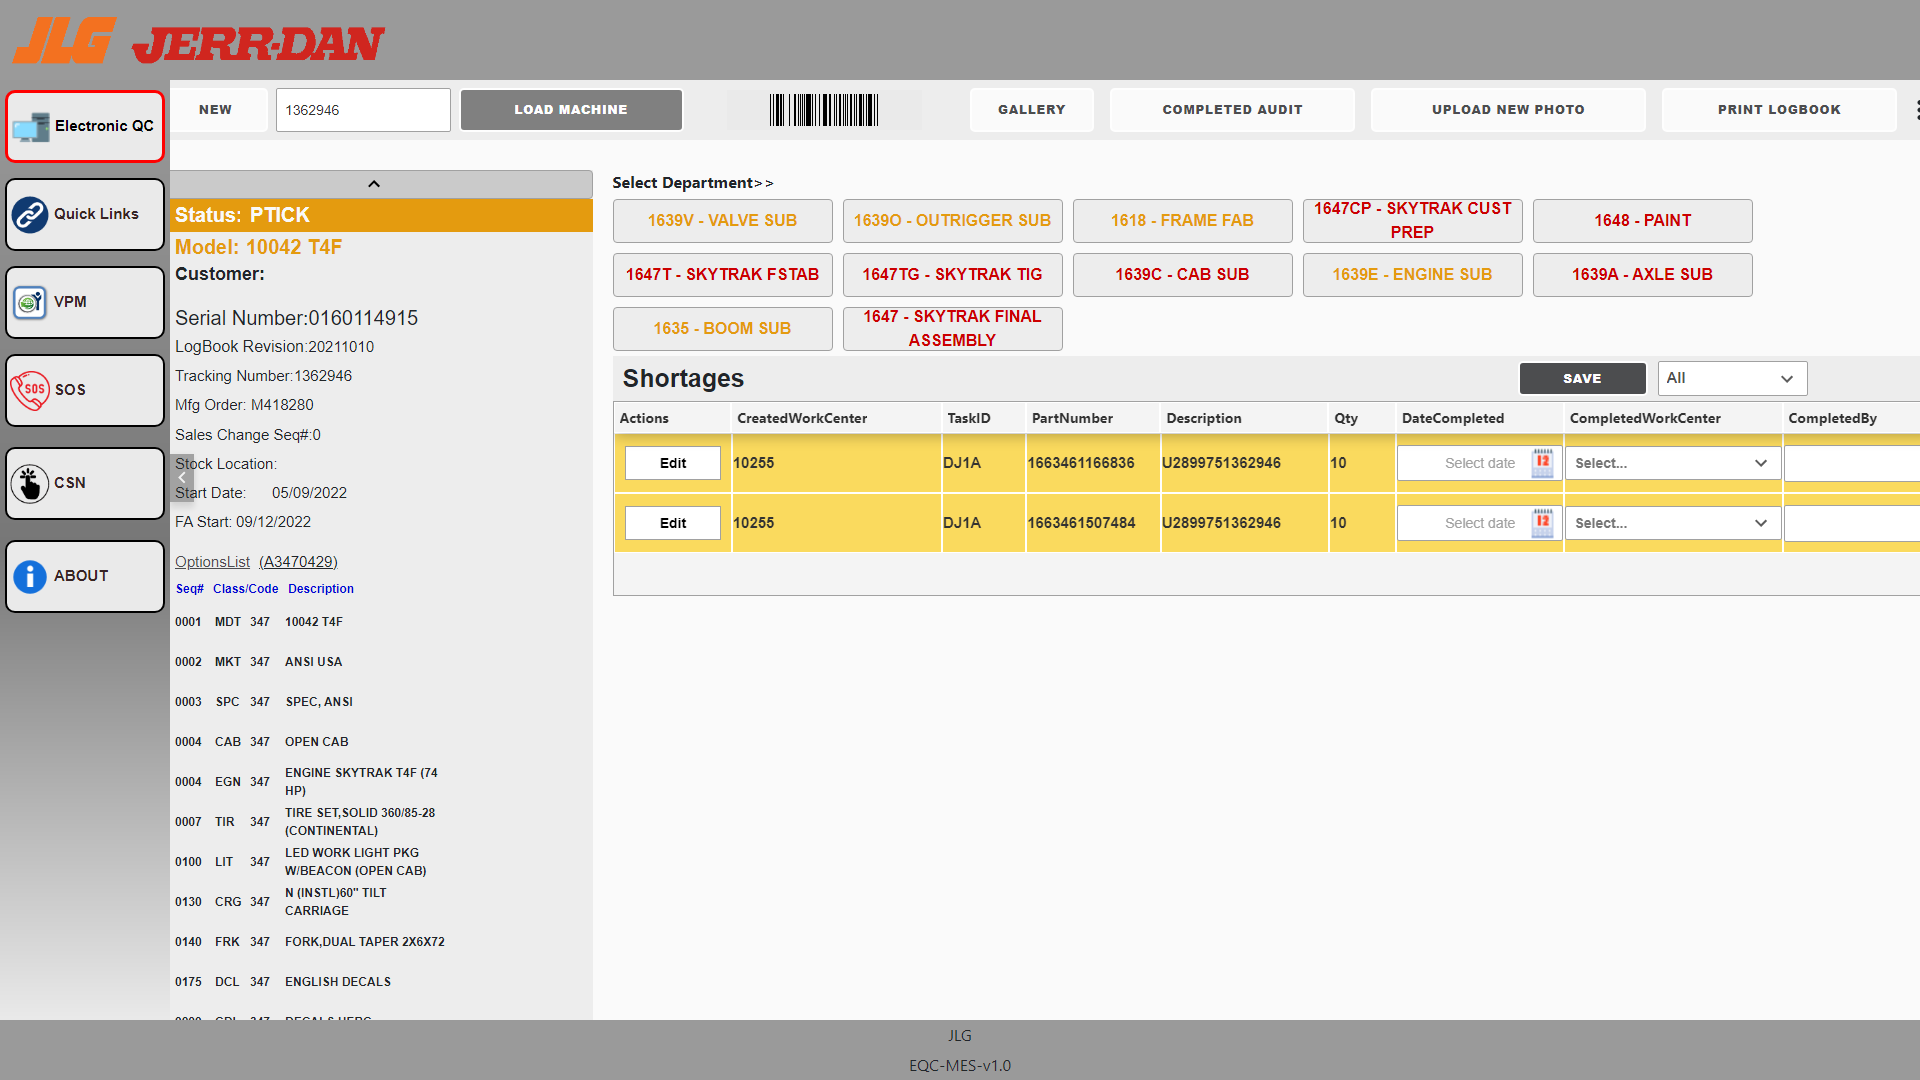 JLG JERR-DAN
Electronic QC
Quick Links
VPM
SOS
SOS
CSN
ABOUT
NEW
1362946
LOAD MACHINE
GALLERY
COMPLETED AUDIT
UPLOAD NEW PHOTO
PRINT LOGBOOK
Status: PTICK
Model: 10042 T4F
Customer:
Serial Number:0160114915
LogBook Revision:20211010
Tracking Number:1362946
Mfg Order: M418280
Sales Change Seq#:0
Stock Location:
Start Date: 05/09/2022
FA Start: 09/12/2022
OptionsList (A3470429)
Seq# Class/Code Description
0001 MDT 347 10042 T4F
0002 MKT 347 ANSI USA
0003 SPC 347 SPEC, ANSI
0004 CAB 347 OPEN CAB
0004 EGN 347 ENGINE SKYTRAK T4F (74
HP)
0007 TIR 347 TIRE SET,SOLID 360/85-28
(CONTINENTAL)
0100 LIT 347 LED WORK LIGHT PKG
W/BEACON (OPEN CAB)
0130 CRG 347 N (INSTL)60" TILT
CARRIAGE
0140 FRK 347 FORK,DUAL TAPER 2X6X72
0175 DCL 347 ENGLISH DECALS
Select Department>>
1639V - VALVE SUB
1639O - OUTRIGGER SUB
1618 - FRAME FAB
1647CP - SKYTRAK CUST
PREP
1648 - PAINT
1647T - SKYTRAK FSTAB
1647TG - SKYTRAK TIG
1639C - CAB SUB
1639E - ENGINE SUB
1639A - AXLE SUB
1635 - BOOM SUB
1647 - SKYTRAK FINAL
ASSEMBLY
Shortages
SAVE
All
Actions CreatedWorkCenter TaskID PartNumber Description Qty DateCompleted CompletedWorkCenter CompletedBy
Edit 10255 DJ1A 1663461166836 U2899751362946 10 Select date 12 Select...
Edit 10255 DJ1A 1663461507484 U2899751362946 10 Select date 12 Select...
JLG
EQC-MES-v1.0